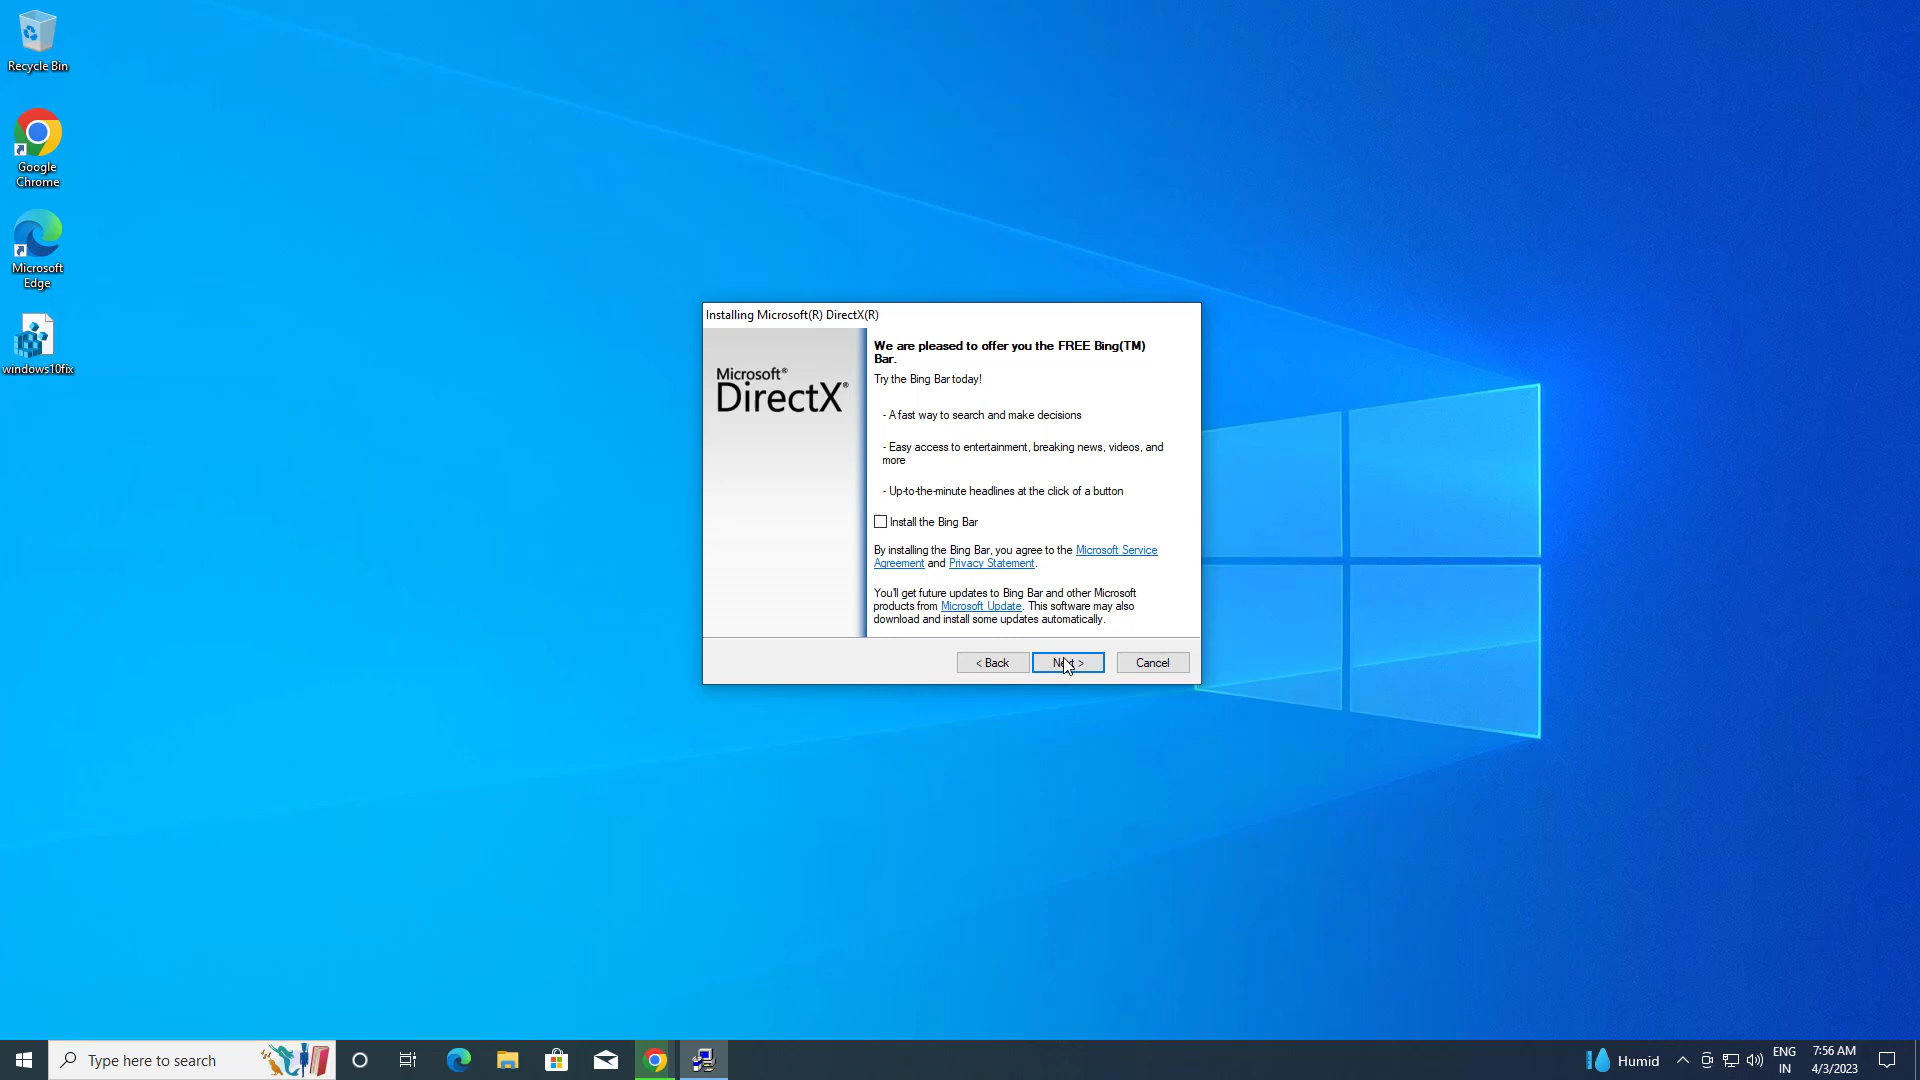 Recycle Bin
Google
Chrome
Microsoft
Edge
windows10fix
Installing Microsoft(R) DirectX(R)
Microsoft®
DirectX®
We are pleased to offer you the FREE Bing(TM)
Bar.
Try the Bing Bar today!
- A fast way to search and make decisions
- Easy access to entertainment, breaking news, videos, and
more
- Up-to-the-minute headlines at the click of a button
Install the Bing Bar
By installing the Bing Bar, you agree to the Microsoft Service
Agreement and Privacy Statement.
You'll get future updates to Bing Bar and other Microsoft
products from Microsoft Update. This software may also
download and install some updates automatically.
< Back
Next >
Cancel
Type here to search
Humid
ENG
IN
7:56 AM
4/3/2023